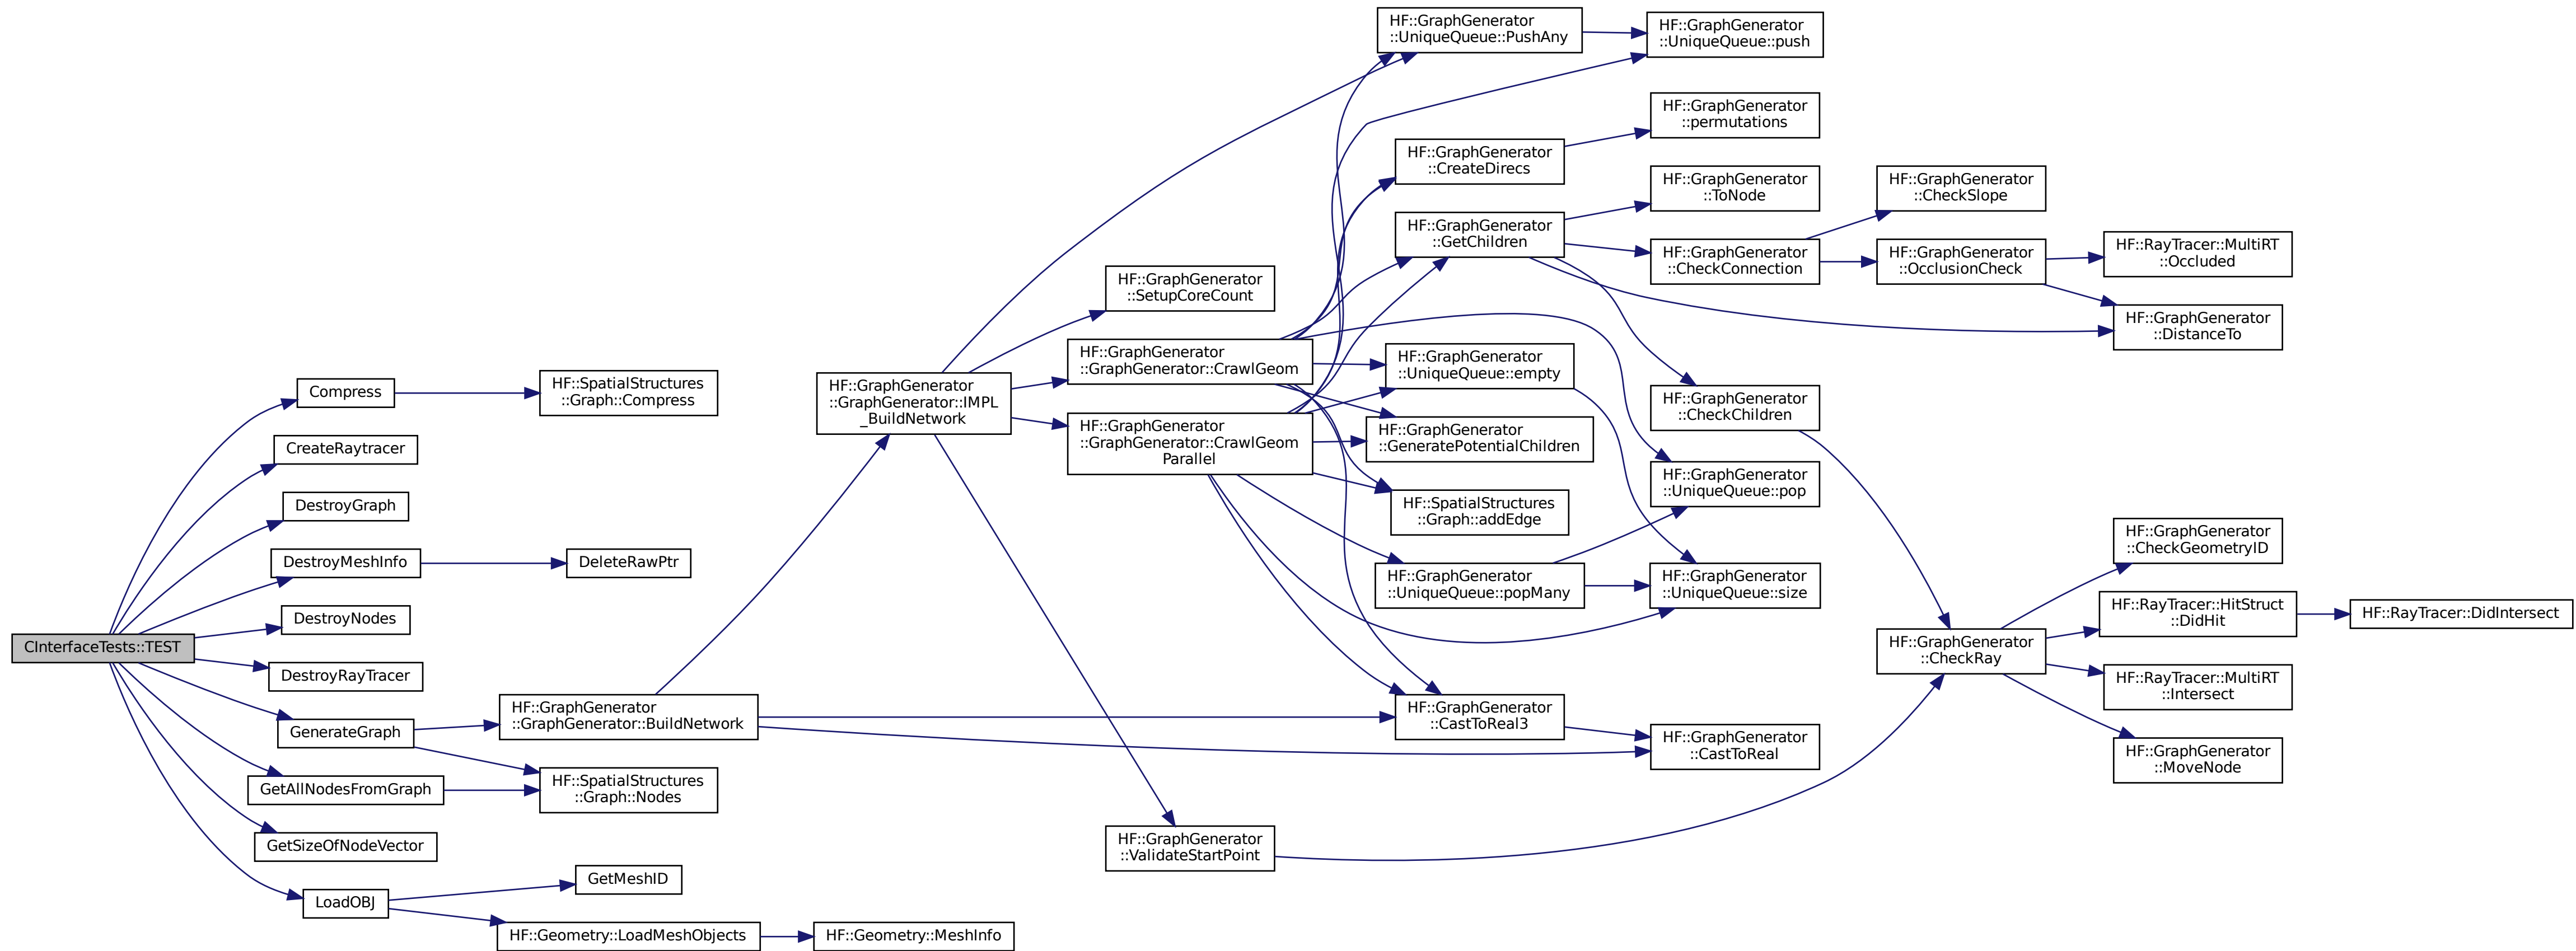 CInterfaceTests::TEST
Compress
HF::SpatialStructures
::Graph::Compress
CreateRaytracer
DestroyGraph
DestroyMeshInfo
DeleteRawPtr
DestroyNodes
DestroyRayTracer
GenerateGraph
HF::GraphGenerator
::GraphGenerator::BuildNetwork
HF::SpatialStructures
::Graph::Nodes
GetAllNodesFromGraph
GetSizeOfNodeVector
LoadOBJ
GetMeshID
HF::Geometry::LoadMeshObjects
HF::Geometry::MeshInfo
HF::GraphGenerator
::GraphGenerator::IMPL
_BuildNetwork
HF::GraphGenerator
::UniqueQueue::PushAny
HF::GraphGenerator
::UniqueQueue::push
HF::GraphGenerator
::SetupCoreCount
HF::GraphGenerator
::GraphGenerator::CrawlGeom
HF::GraphGenerator
::GraphGenerator::CrawlGeom
Parallel
HF::GraphGenerator
::ValidateStartPoint
HF::GraphGenerator
::CreateDirecs
HF::GraphGenerator
::permutations
HF::GraphGenerator
::GetChildren
HF::GraphGenerator
::ToNode
HF::GraphGenerator
::CheckConnection
HF::GraphGenerator
::CheckSlope
HF::GraphGenerator
::OcclusionCheck
HF::RayTracer::MultiRT
::Occluded
HF::GraphGenerator
::DistanceTo
HF::GraphGenerator
::UniqueQueue::empty
HF::GraphGenerator
::GeneratePotentialChildren
HF::SpatialStructures
::Graph::addEdge
HF::GraphGenerator
::UniqueQueue::popMany
HF::GraphGenerator
::CastToReal3
HF::GraphGenerator
::CheckChildren
HF::GraphGenerator
::UniqueQueue::pop
HF::GraphGenerator
::UniqueQueue::size
HF::GraphGenerator
::CastToReal
HF::GraphGenerator
::CheckRay
HF::GraphGenerator
::CheckGeometryID
HF::RayTracer::HitStruct
::DidHit
HF::RayTracer::DidIntersect
HF::RayTracer::MultiRT
::Intersect
HF::GraphGenerator
::MoveNode